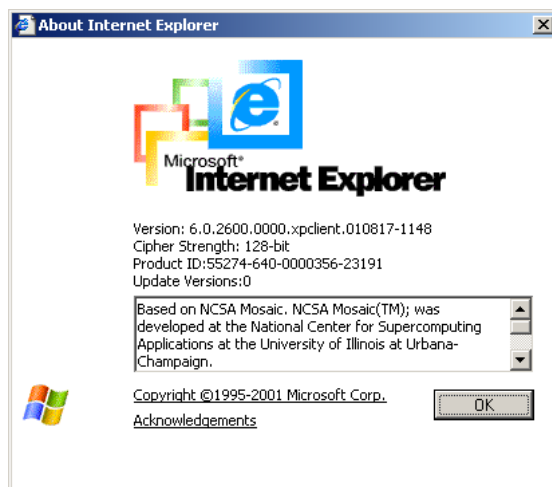 About Internet Explorer
Microsoft®
Internet Explorer
Version: 6.0.2600.0000.xpclient.010817-1148
Cipher Strength: 128-bit
Product ID:55274-640-0000356-23191
Update Versions:0
Based on NCSA Mosaic. NCSA Mosaic(TM); was
developed at the National Center for Supercomputing
Applications at the University of Illinois at Urbana-
Champaign.
Copyright ©1995-2001 Microsoft Corp.
OK
Acknowledgements